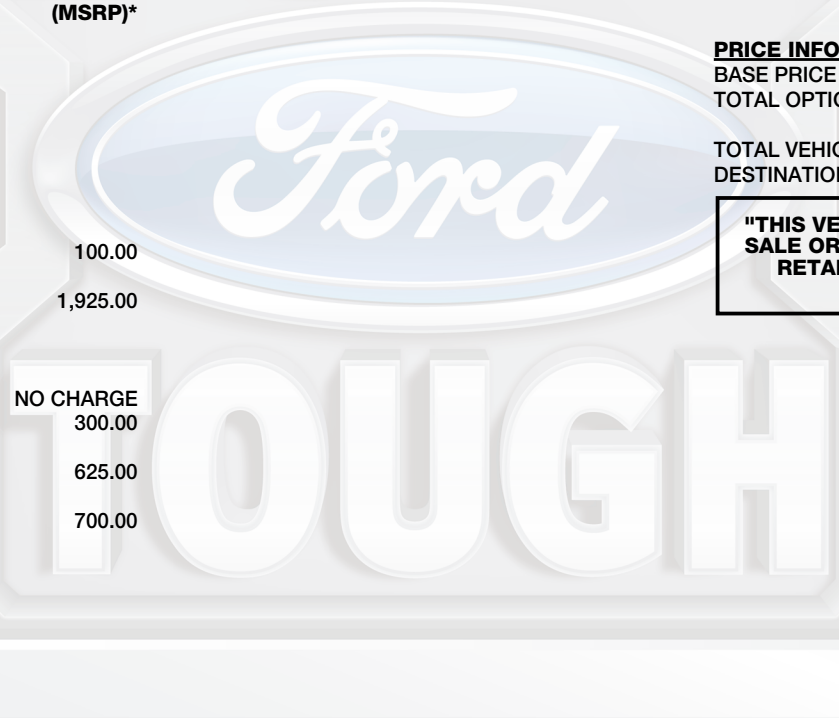 (MSRP)*
100.00
1,925.00
NO CHARGE
300.00
625.00
700.00
PRICE INFO
BASE PRICE
TOTAL OPTIO
TOTAL VEHIC
DESTINATION
"THIS VE
SALE OR
RETAI
Ford
TOUGH